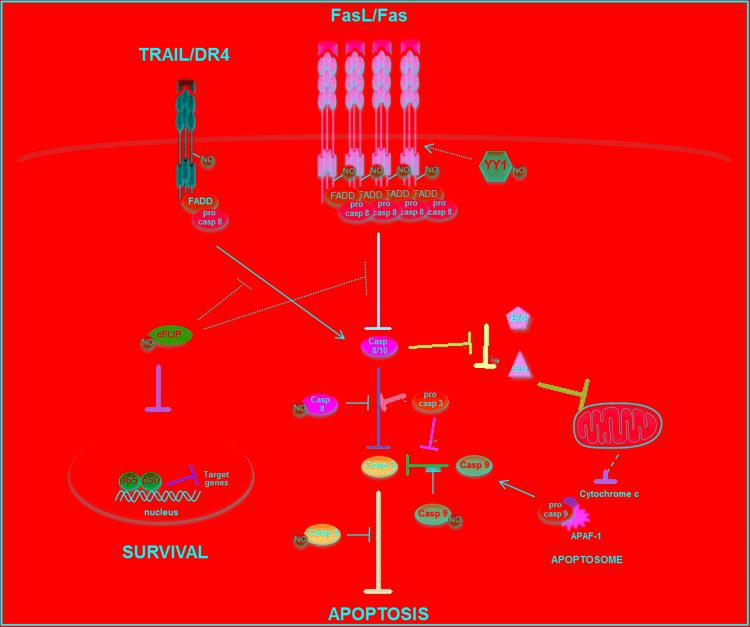 FasL/Fas
TRAIL/DR4
NO
YY1
NO
NO
NO
NO
NO
FADD
FADD
FADD
FADD
FADD
pro
casp 8
pro
casp 8
pro
casp 8
pro
casp 8
pro
casp 8
cFLIP
NO
Casp
8/10
Bid
Casp
8
NO
pro
casp 3
Casp 3
Casp 9
p65 p50
Target
genes
nucleus
Cytochrome c
pro
casp 9
Casp 9
NO
APAF-1
Casp 3
NO
SURVIVAL
APOPTOSOME
APOPTOSIS